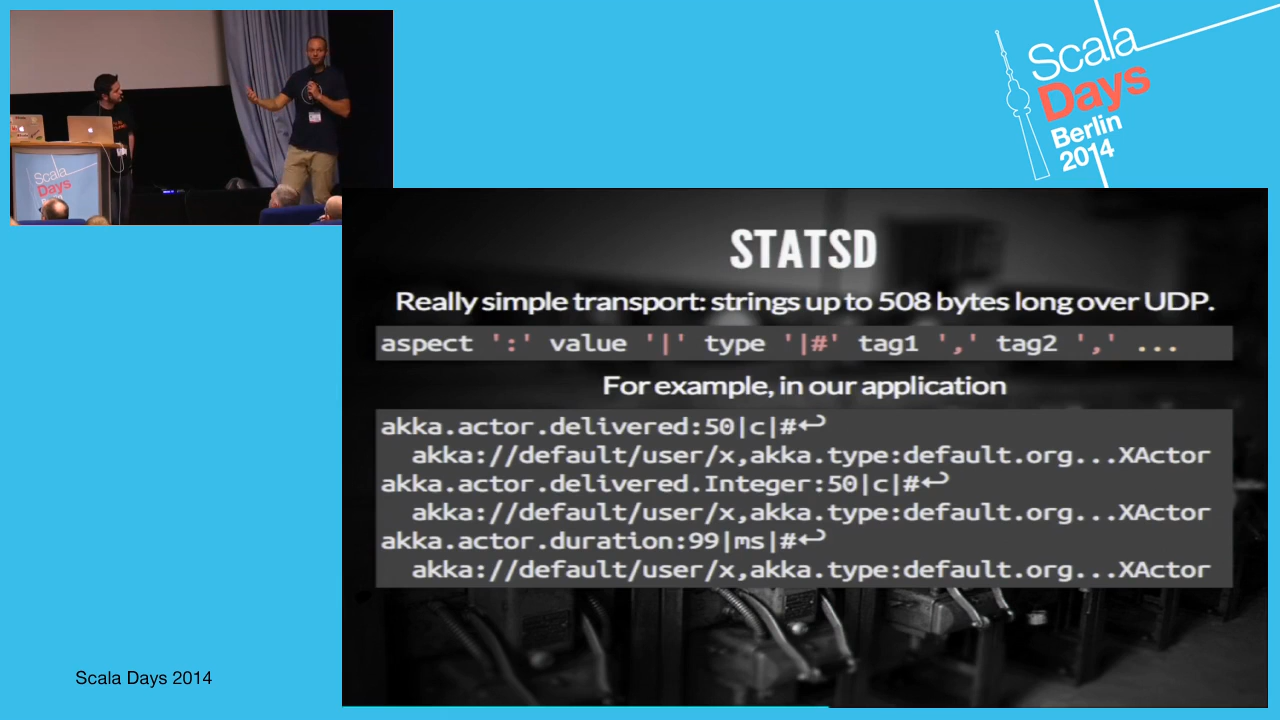 Scala
Days
Berlin
2014
Scala
Days
STATSD
Really simple transport: strings up to 508 bytes long over UDP.
aspect ':' value '|' type '|#' tag1 ',' tag2 ',' ...
For example, in our application
akka.actor.delivered:50|c|#↩
akka://default/user/x,akka.type:default.org...XActor
akka.actor.delivered.Integer:50|c|#↩
akka://default/user/x,akka.type:default.org...XActor
akka.actor.duration:99|ms|#↩
akka://default/user/x,akka.type:default.org...XActor
Scala Days 2014